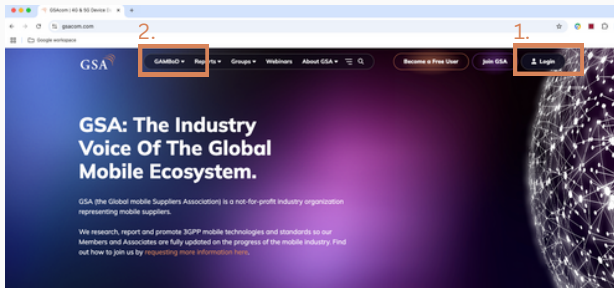 GSAcom | 4G & 5G Device
gsacom.com
Google workspace
2.
1.
GSA
GAMBoD
Reports
Groups
Webinars
About GSA
Become a Free User
Join GSA
Login
GSA: The Industry
Voice Of The Global
Mobile Ecosystem.
GSA (the Global mobile Suppliers Association) is a not-for-profit industry organization
representing mobile suppliers.
We research, report and promote 3GPP mobile technologies and standards so our
Members and Associates are fully updated on the progress of the mobile industry. Find
out how to join us by requesting more information here.